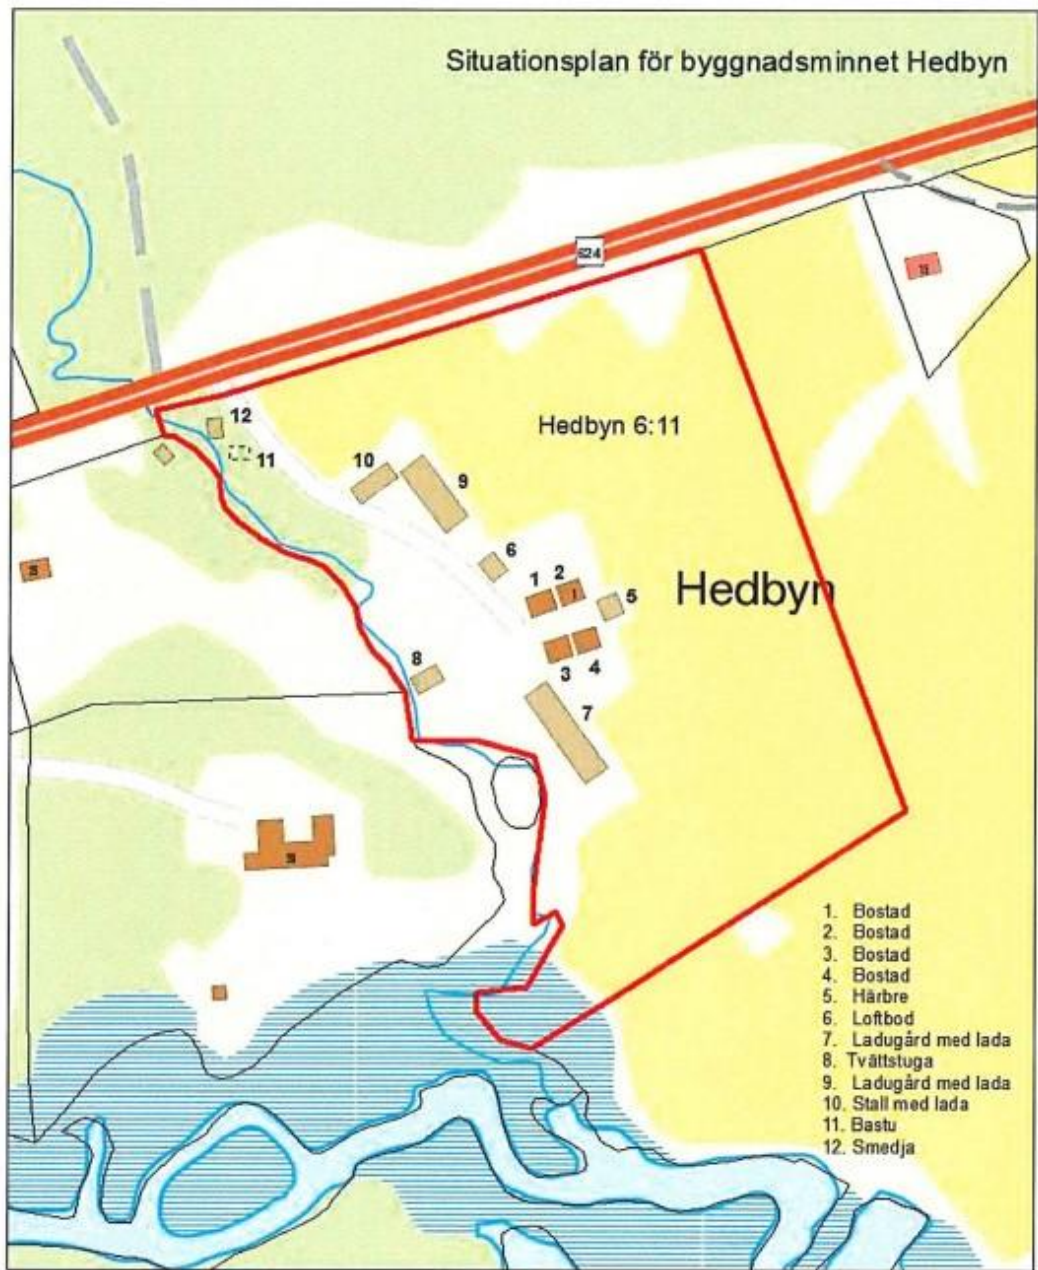 Situationsplan för byggnadsminnet Hedbyn
624
12
Hedbyn 6:11
11
10
9
6
1
2
5
Hedbyn
3
4
8
7
1. Bostad
2. Bostad
3. Bostad
4. Bostad
5. Härbre
6. Loftbod
7. Ladugård med lada
8. Tvättstuga
9. Ladugård med lada
10. Stall med lada
11. Bastu
12. Smedja